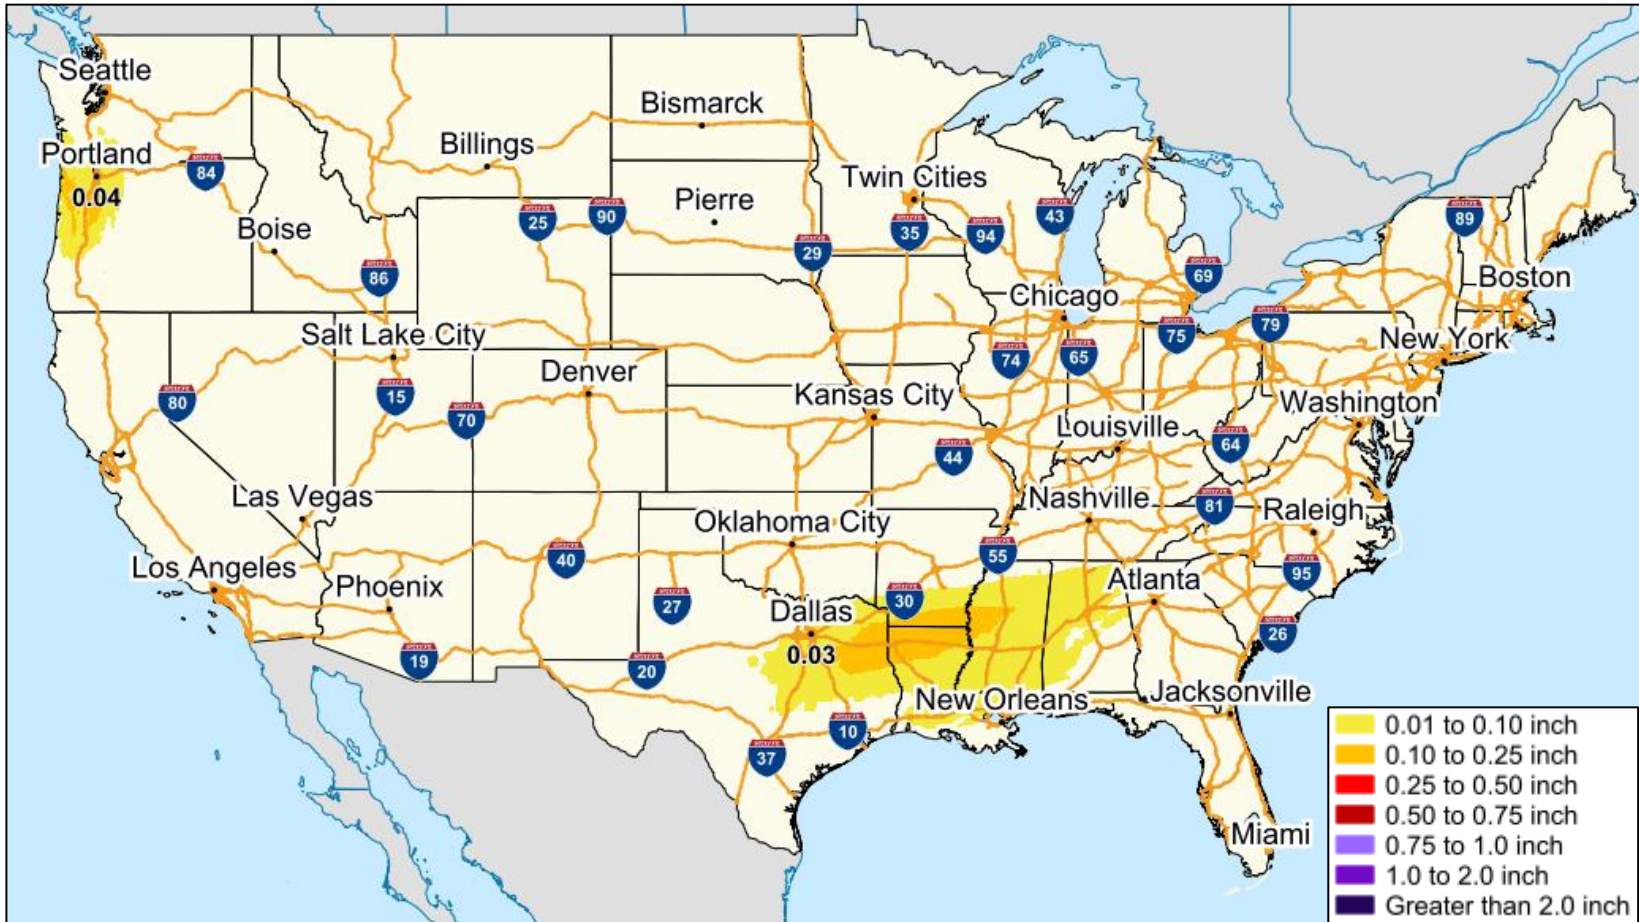 Seattle
Bismarck
Billings
Portland
84
Twin Cities
0.04
Pierre
25
90
43
89
Boise
35
94
29
86
69
Boston
Chicago
Salt Lake City
79
75
New York
74
65
Denver
15
Kansas City
80
Washington
70
Louisville
64
44
Las Vegas
Nashville
81
Raleigh
Oklahoma City
40
55
Los Angeles
95
Phoenix
Atlanta
27
30
Dallas
26
0.03
19
20
New Orleans
Jacksonville
10
37
Miami
0.01 to 0.10 inch
0.10 to 0.25 inch
0.25 to 0.50 inch
0.50 to 0.75 inch
0.75 to 1.0 inch
1.0 to 2.0 inch
Greater than 2.0 inch